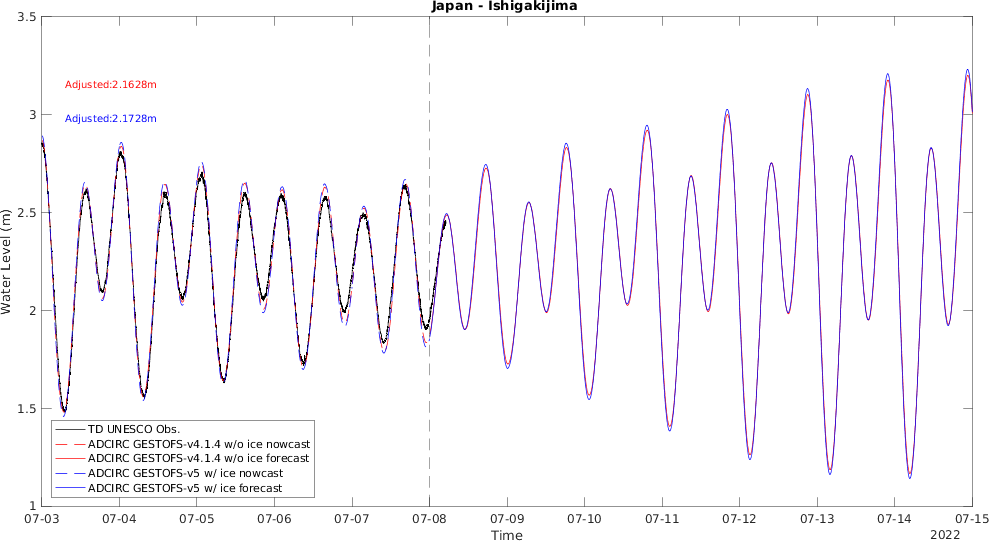 Japan - Ishigakijima
3.5
3
2.5
2
1.5
1
Water Level (m)
Adjusted:2.1628m
Adjusted:2.1728m
TD UNESCO Obs.
ADCIRC GESTOFS-v4.1.4 w/o ice nowcast
ADCIRC GESTOFS-v4.1.4 w/o ice forecast
ADCIRC GESTOFS-v5 w/ ice nowcast
ADCIRC GESTOFS-v5 w/ ice forecast
07-03 07-04 07-05 07-06 07-07 07-08 07-09 07-10 07-11 07-12 07-13 07-14 07-15
Time
2022